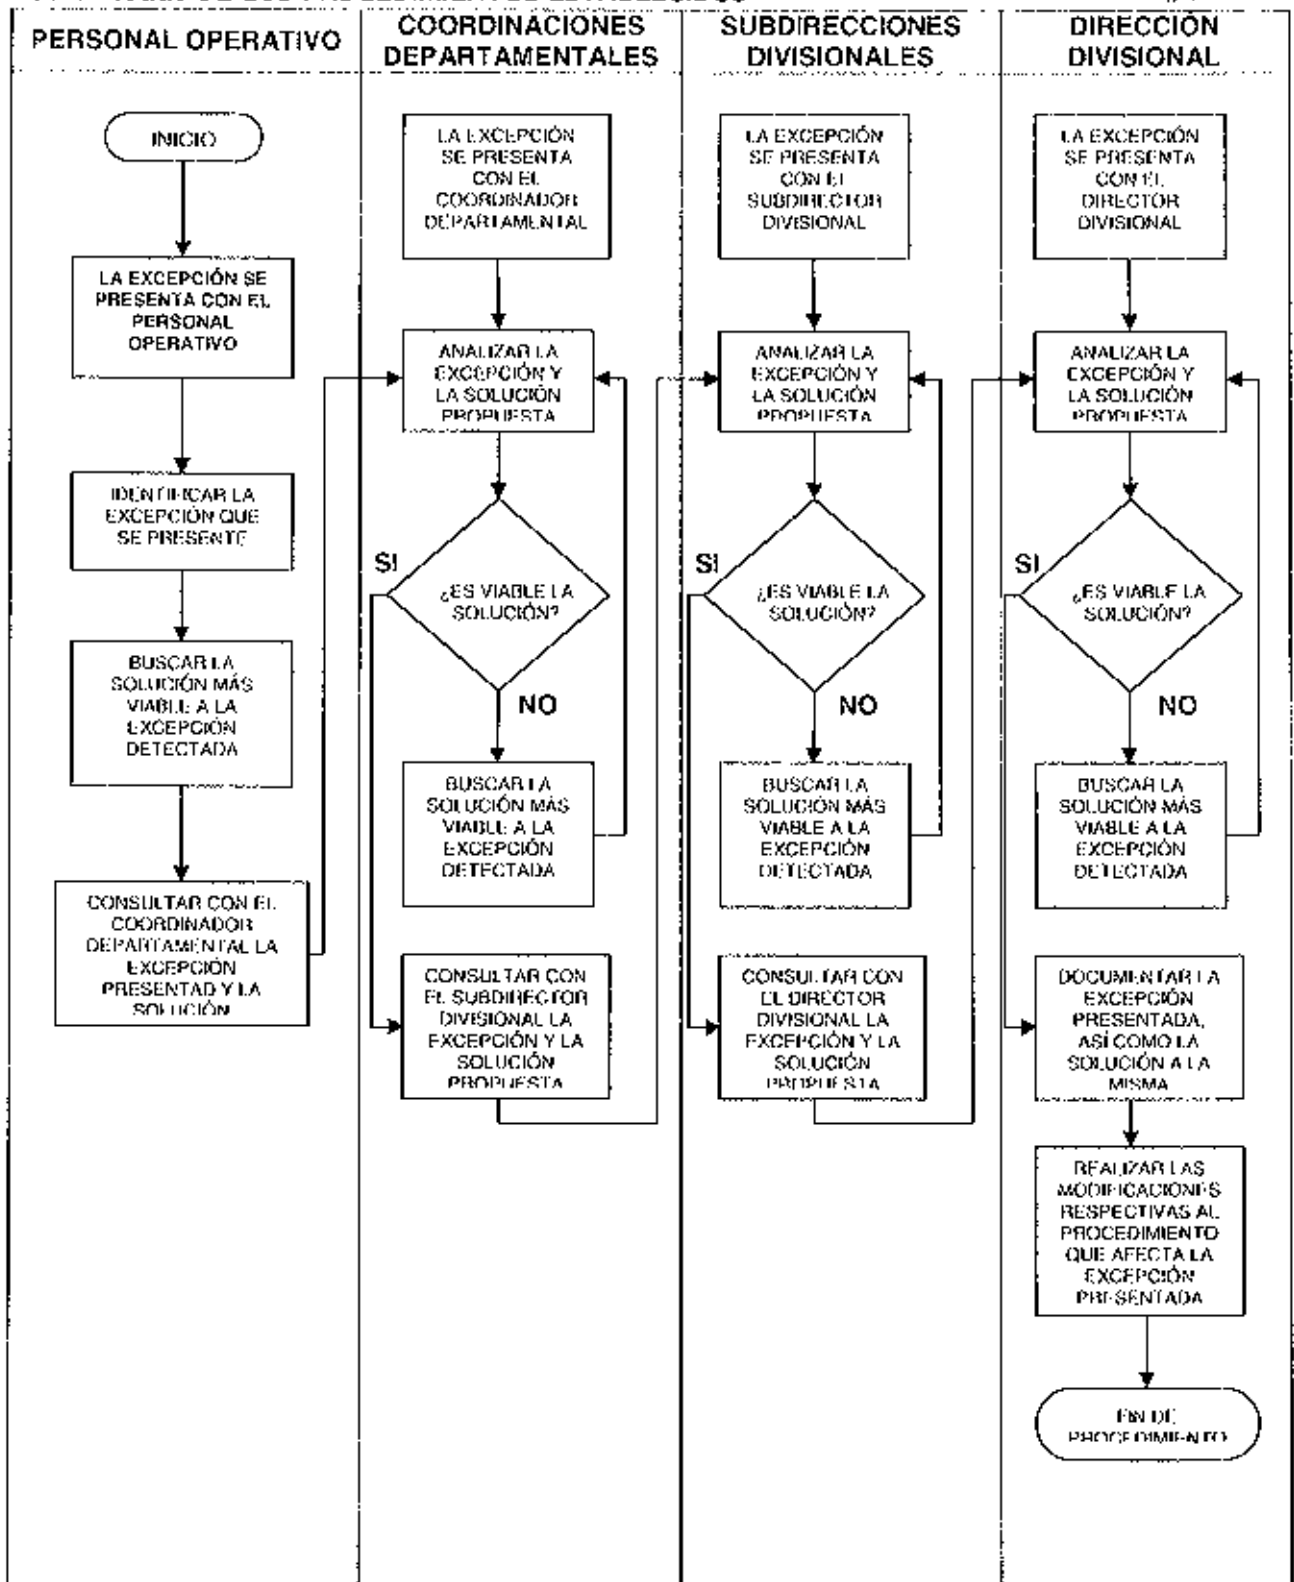 PERSONAL OPERATIVO
COORDINACIONES
DEPARTAMENTALES
SUBDIRECCIONES
DIVISIONALES
DIRECCIÓN
DIVISIONAL
INICIO
LA EXCEPCIÓN SE
PRESENTA CON EL
PERSONAL
OPERATIVO
IDENTIFICAR LA
EXCEPCIÓN QUE
SE PRESENTE
BUSCAR LA
SOLUCIÓN MÁS
VIABLE A LA
EXCEPCIÓN
DETECTADA
CONSULTAR CON EL
COORDINADOR
DEPARTAMENTAL LA
EXCEPCIÓN
PRESENTAD Y LA
SOLUCIÓN
LA EXCEPCIÓN
SE PRESENTA
CON EL
COORDINADOR
DEPARTAMENTAL
ANALIZAR LA
EXCEPCIÓN Y
LA SOLUCIÓN
PROPUESTA
SI
¿ES VIABLE LA
SOLUCIÓN?
NO
BUSCAR LA
SOLUCIÓN MÁS
VIABLE A LA
EXCEPCIÓN
DETECTADA
CONSULTAR CON
EL SUBDIRECTOR
DIVISIONAL LA
EXCEPCIÓN Y LA
SOLUCIÓN
PROPUESTA
LA EXCEPCIÓN
SE PRESENTA
CON EL
SUBDIRECTOR
DIVISIONAL
ANALIZAR LA
EXCEPCIÓN Y
LA SOLUCIÓN
PROPUESTA
SI
¿ES VIABLE LA
SOLUCIÓN?
NO
BUSCAR LA
SOLUCIÓN MÁS
VIABLE A LA
EXCEPCIÓN
DETECTADA
CONSULTAR CON
EL DIRECTOR
DIVISIONAL LA
EXCEPCIÓN Y LA
SOLUCIÓN
PROPUESTA
LA EXCEPCIÓN
SE PRESENTA
CON EL
DIRECTOR
DIVISIONAL
ANALIZAR LA
EXCEPCIÓN Y
LA SOLUCIÓN
PROPUESTA
SI
¿ES VIABLE LA
SOLUCIÓN?
NO
BUSCAR LA
SOLUCIÓN MÁS
VIABLE A LA
EXCEPCIÓN
DETECTADA
DOCUMENTAR LA
EXCEPCIÓN
PRESENTADA,
ASÍ COMO LA
SOLUCIÓN A LA
MISMA
REALIZAR LAS
MODIFICACIONES
RESPECTIVAS AL
PROCEDIMIENTO
QUE AFECTA LA
EXCEPCIÓN
PRESENTADA
FIN DE
PROCEDIMIENTO